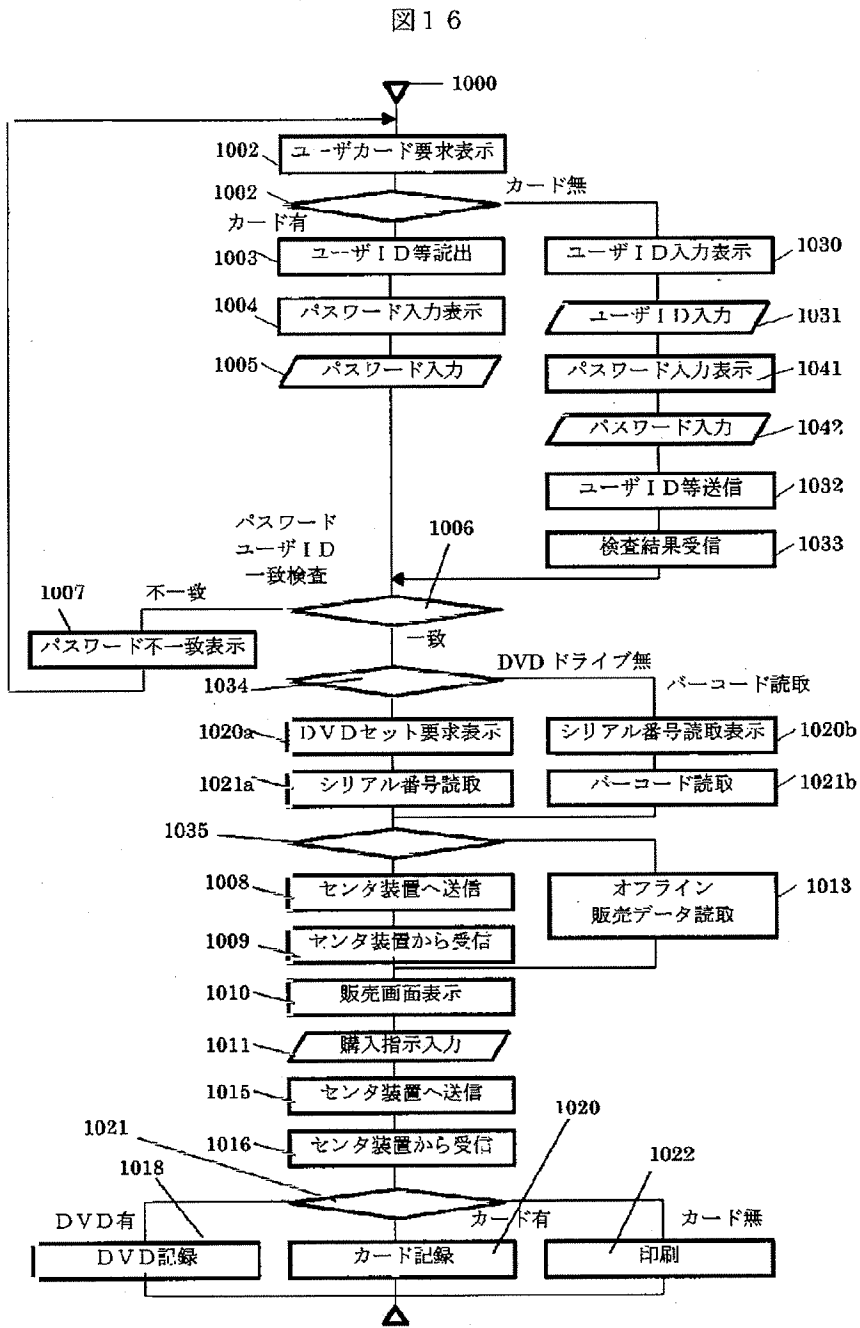 図16
1000
1002
ユーザカード要求表示
1002
カード無
カード有
1003
ユーザID等読出
ユーザID入力表示
1030
1004
パスワード入力表示
ユーザID入力
1031
1005
パスワード入力
パスワード入力表示
1041
パスワード入力
1042
ユーザID等送信
1032
パスワード
ユーザID
一致検査
1006
検査結果受信
1033
1007
不一致
一致
パスワード不一致表示
1034
DVDドライブ無
バーコード読取
1020a
DVDセット要求表示
シリアル番号読取表示
1020b
1021a
シリアル番号読取
バーコード読取
1021b
1035
1008
センタ装置へ送信
オフライン
販売データ読取
1013
1009
センタ装置から受信
1010
販売画面表示
1011
購入指示入力
1015
センタ装置へ送信
1016
センタ装置から受信
1020
1021
1018
1022
DVD有
カード有
カード無
DVD記録
カード記録
印刷